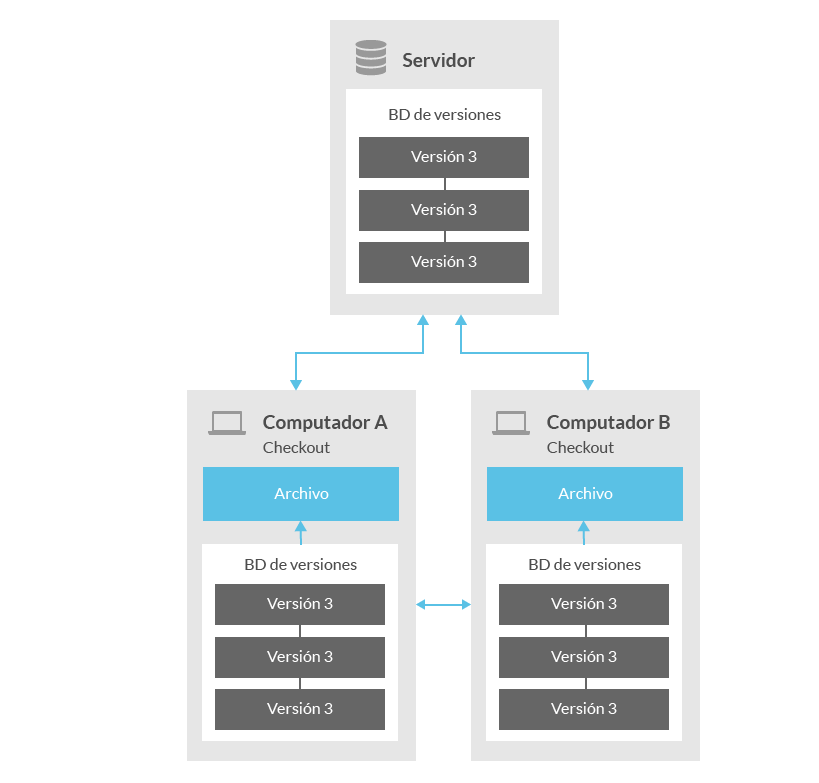 Servidor
BD de versiones
Versión 3
Versión 3
Versión 3
Computador A
Checkout
Archivo
BD de versiones
Versión 3
Versión 3
Versión 3
Computador B
Checkout
Archivo
BD de versiones
Versión 3
Versión 3
Versión 3